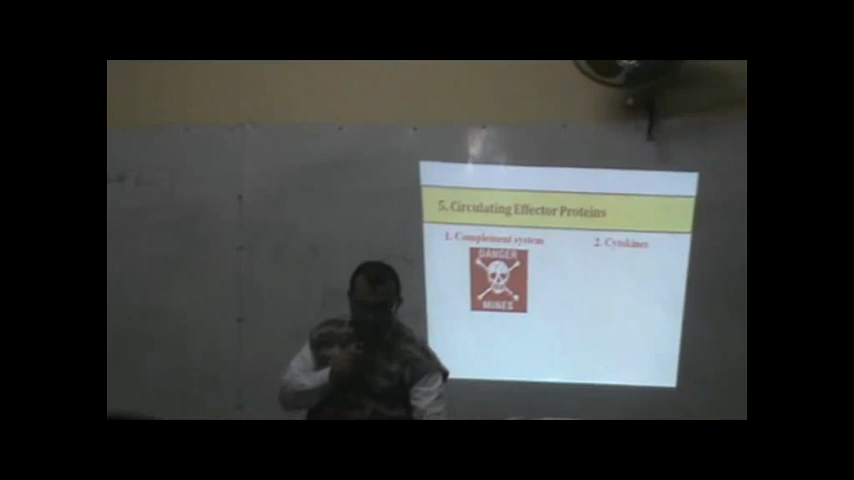 5. Circulating Effector Proteins
1. Complement system
2. Cytokines
DANGER
MINES